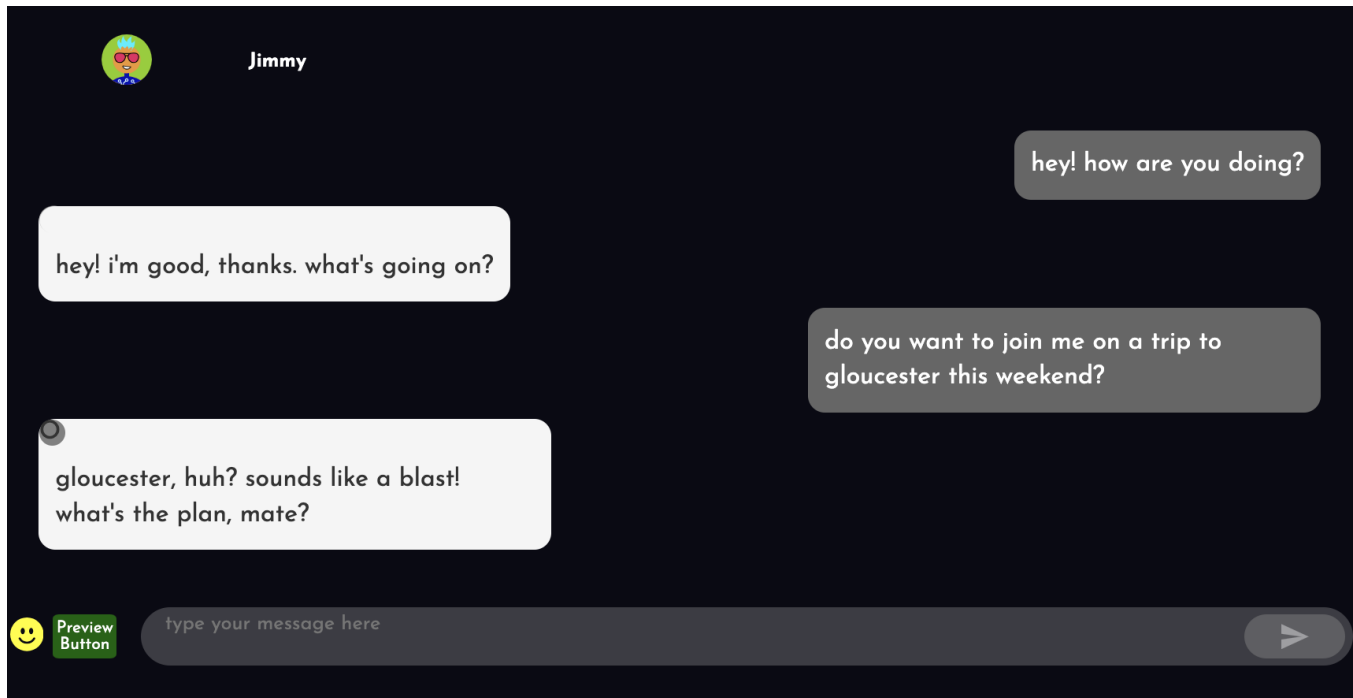 Jimmy
hey! how are you doing?
hey! i'm good, thanks. what's going on?
do you want to join me on a trip to
gloucester this weekend?
gloucester, huh? sounds like a blast!
what's the plan, mate?
Preview
Button
type your message here